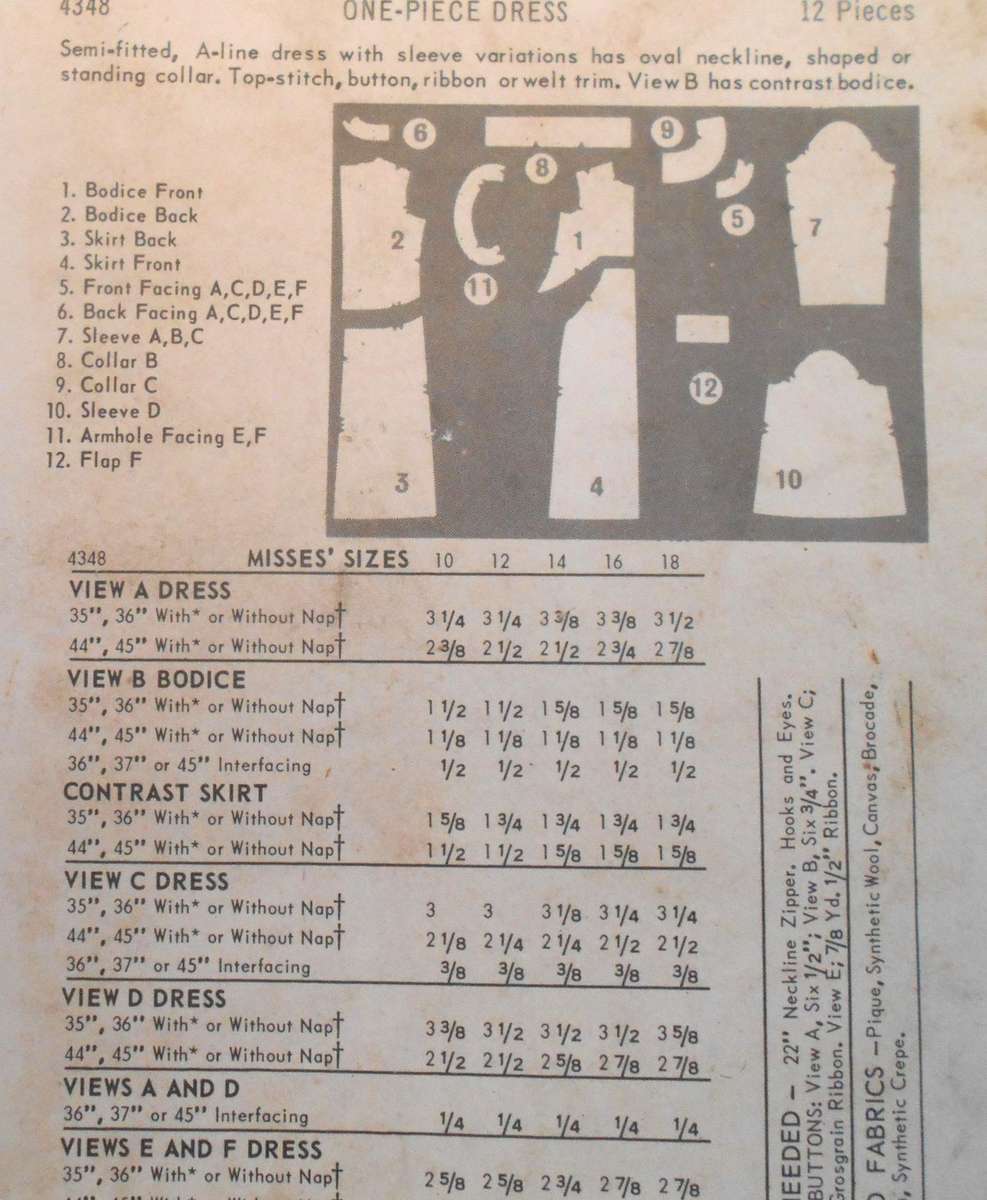 4348 ONE-PIECE DRESS 12 Pieces
Semi-fitted, A-line dress with sleeve variations has oval neckline, shaped or
standing collar. Top-stitch, button, ribbon or welt trim. View B has contrast bodice.
1. Bodice Front
2. Bodice Back
3. Skirt Back
4. Skirt Front
5. Front Facing A,C,D,E,F
6. Back Facing A,C,D,E,F
7. Sleeve A,B,C
8. Collar B
9. Collar C
10. Sleeve D
11. Armhole Facing E,F
12. Flap F
6
8
9
5
7
2
11
1
12
3
4
10
4348 MISSES' SIZES 10 12 14 16 18
VIEW A DRESS
35", 36" With* or Without Nap† 3 1/4 3 1/4 3 3/8 3 3/8 3 1/2
44", 45" With* or Without Nap† 2 3/8 2 1/2 2 1/2 2 3/4 2 7/8
VIEW B BODICE
35", 36" With* or Without Nap† 1 1/2 1 1/2 1 5/8 1 5/8 1 5/8
44", 45" With* or Without Nap† 1 1/8 1 1/8 1 1/8 1 1/8 1 1/8
36", 37" or 45" Interfacing 1/2 1/2 1/2 1/2 1/2
CONTRAST SKIRT
35", 36" With* or Without Nap† 1 5/8 1 3/4 1 3/4 1 3/4 1 3/4
44", 45" With* or Without Nap† 1 1/2 1 1/2 1 5/8 1 5/8 1 5/8
VIEW C DRESS
35", 36" With* or Without Nap† 3 3 3 1/8 3 1/4 3 1/4
44", 45" With* or Without Nap† 2 1/8 2 1/4 2 1/4 2 1/2 2 1/2
36", 37" or 45" Interfacing 3/8 3/8 3/8 3/8 3/8
VIEW D DRESS
35", 36" With* or Without Nap† 3 3/8 3 1/2 3 1/2 3 1/2 3 5/8
44", 45" With* or Without Nap† 2 1/2 2 1/2 2 5/8 2 7/8 2 7/8
VIEWS A AND D
36", 37" or 45" Interfacing 1/4 1/4 1/4 1/4 1/4
VIEWS E AND F DRESS
35", 36" With* or Without Nap† 2 5/8 2 5/8 2 3/4 2 7/8 2 7/8
EEDED – 22" Neckline Zipper. Hooks and Eyes.
BUTTONS: View A, Six 1/2"; View B, Six 3/4". View C;
Grosgrain Ribbon. View E; 7/8 Yd. 1/2" Ribbon.
FABRICS – Pique, Synthetic Wool, Canvas, Brocade,
Synthetic Crepe.